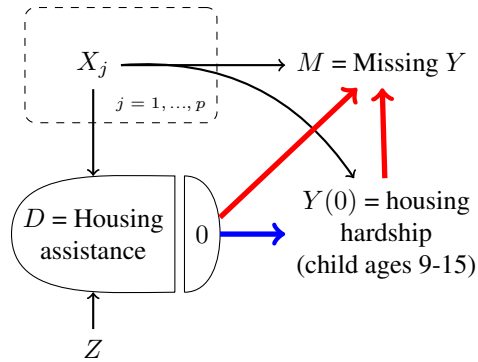 X_j
M = Missing Y
j = 1, ..., p
D = Housing
assistance
0
Y(0) = housing
hardship
(child ages 9-15)
Z